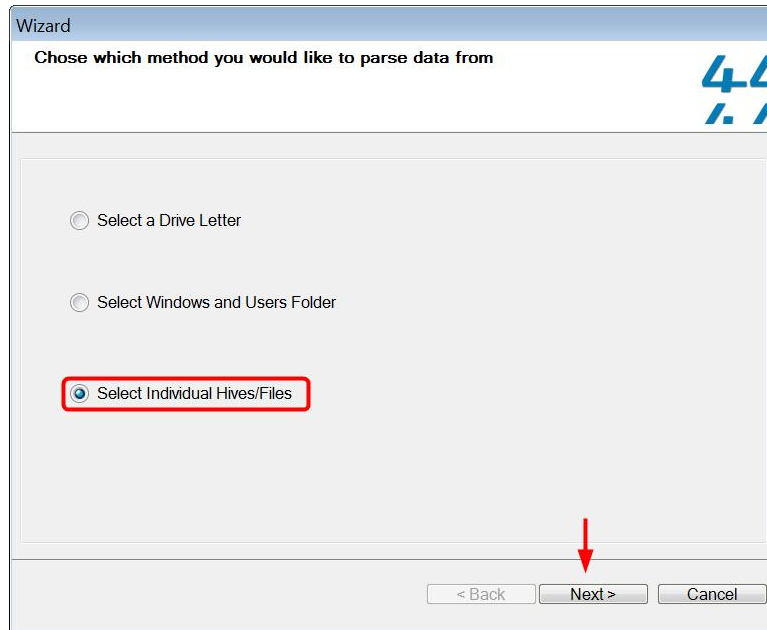 Wizard
Chose which method you would like to parse data from
44
Select a Drive Letter
Select Windows and Users Folder
Select Individual Hives/Files
< Back
Next >
Cancel